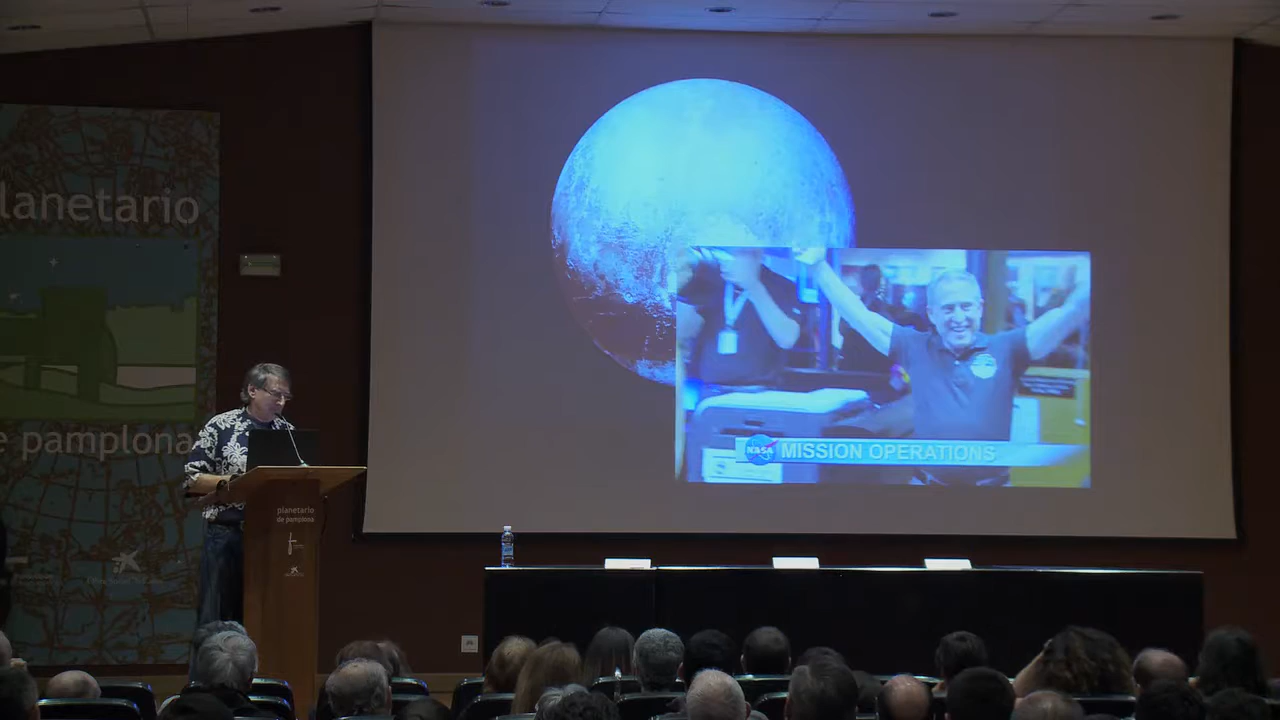 lanetario
e pamplona
planetario
de pamplona
NASA
MISSION OPERATIONS